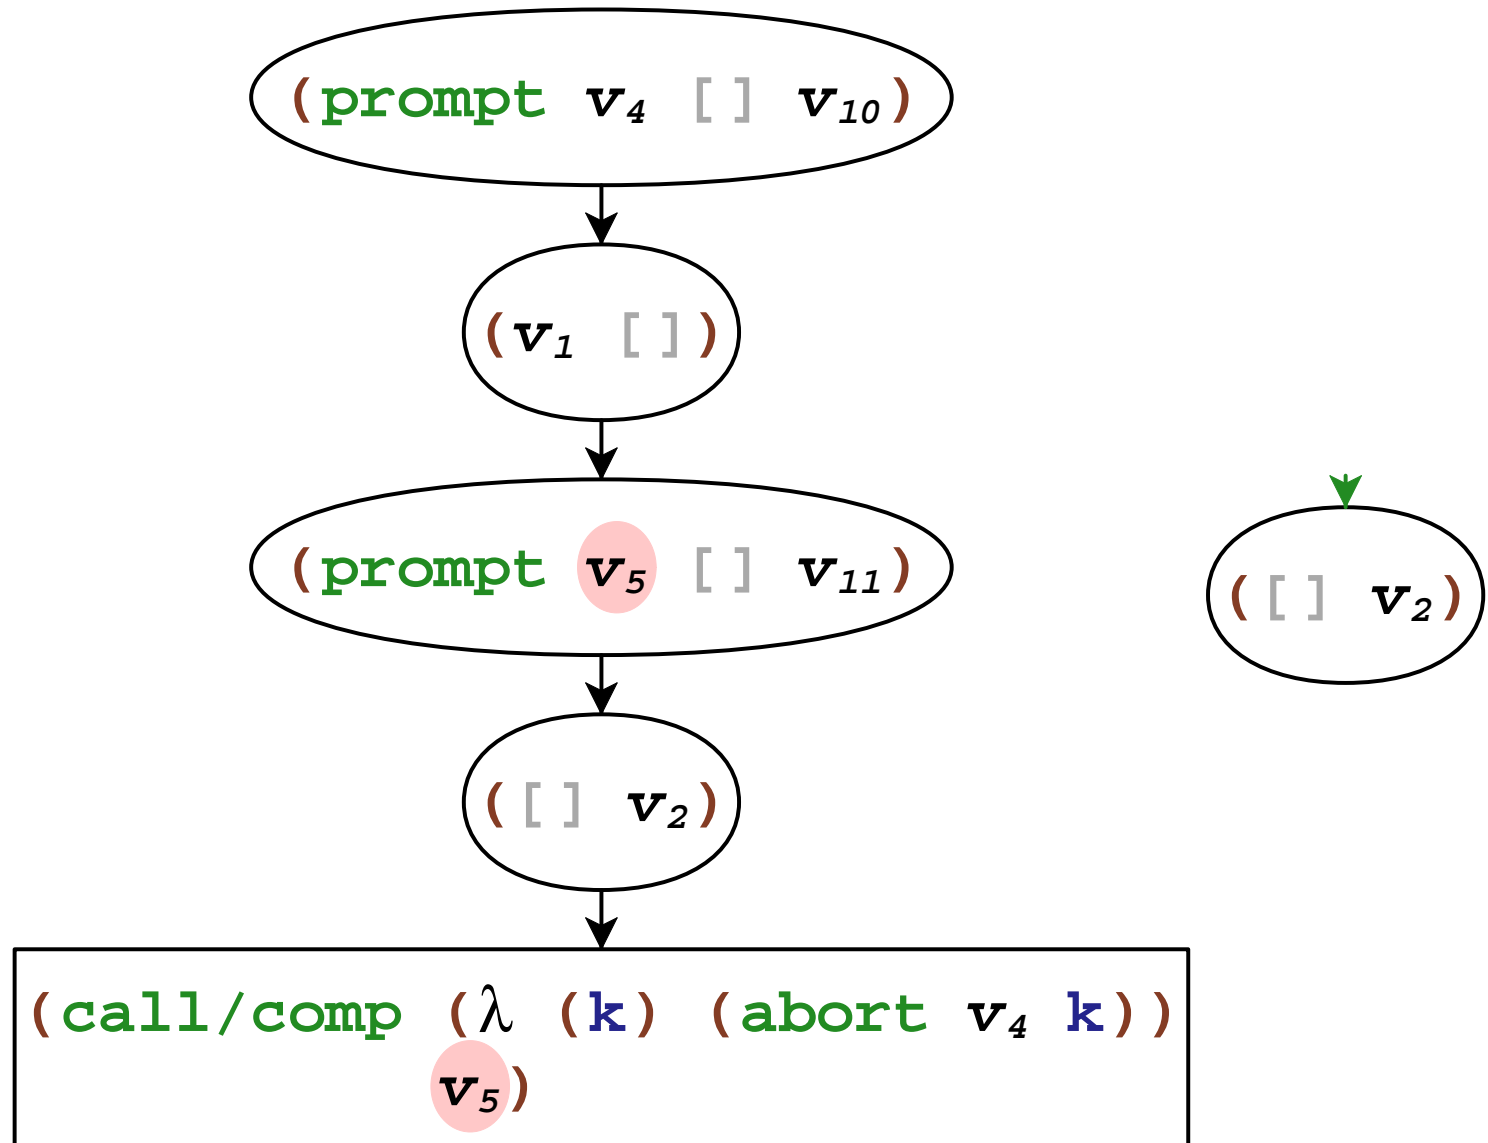 (prompt v₄ [] v₁₀)
(v₁ [])
(prompt v₅ [] v₁₁)
([] v₂)
([] v₂)
(call/comp (λ (k) (abort v₄ k))
v₅)